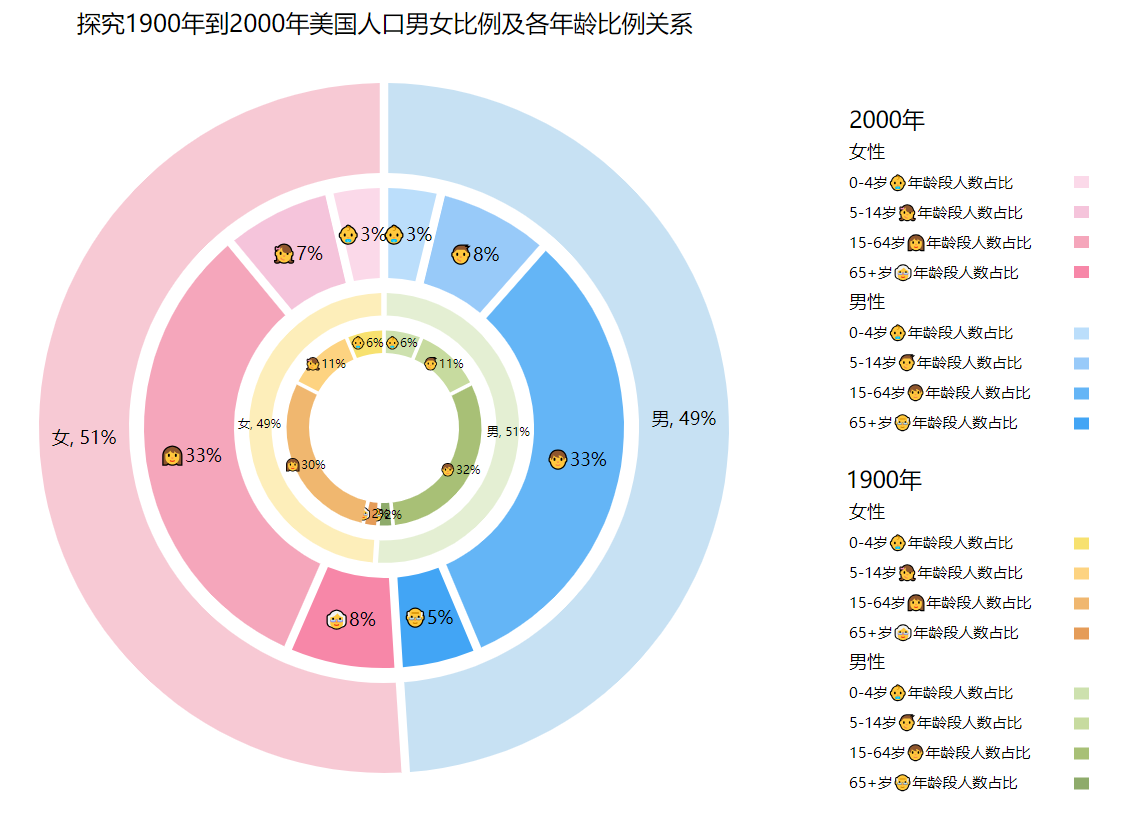 探究1900年到2000年美国人口男女比例及各年龄比例关系
3%
3%
7%
8%
6%
6%
11%
11%
女, 49%
男, 51%
男, 49%
女, 51%
33%
30%
32%
33%
2%
2%
8%
5%
2000年
女性
0-4岁👶年龄段人数占比
5-14岁👧年龄段人数占比
15-64岁👩年龄段人数占比
65+岁👵年龄段人数占比
男性
0-4岁👶年龄段人数占比
5-14岁👦年龄段人数占比
15-64岁👨年龄段人数占比
65+岁👴年龄段人数占比
1900年
女性
0-4岁👶年龄段人数占比
5-14岁👧年龄段人数占比
15-64岁👩年龄段人数占比
65+岁👵年龄段人数占比
男性
0-4岁👶年龄段人数占比
5-14岁👦年龄段人数占比
15-64岁👨年龄段人数占比
65+岁👴年龄段人数占比